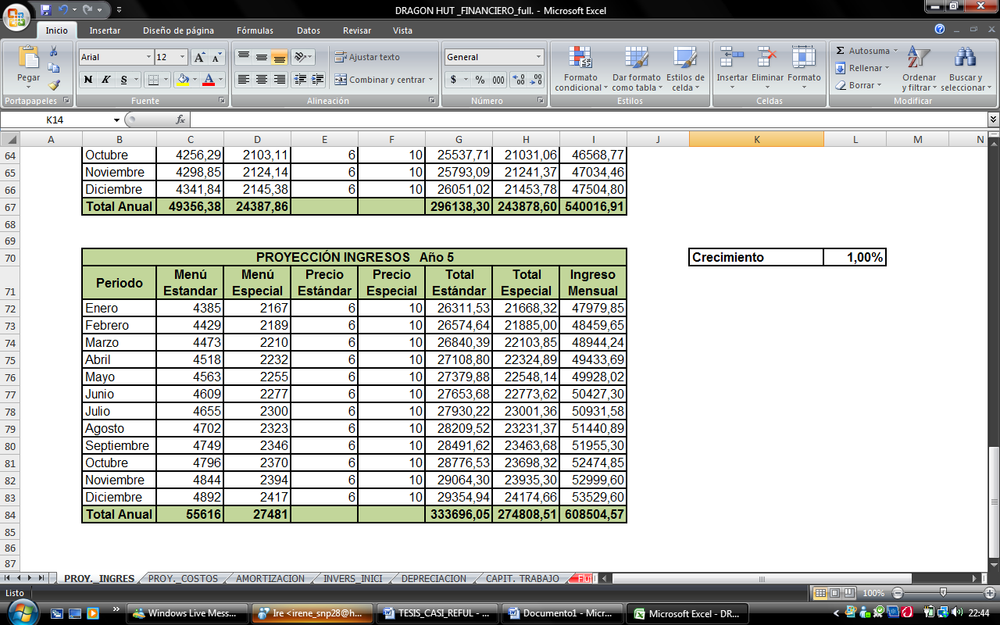 DRAGON HUT _FINANCIERO_full. - Microsoft Excel
Inicio Insertar Diseño de página Fórmulas Datos Revisar Vista
Arial 12 Ajustar texto General Autosuma
Pegar Rellenar
N K S Combinar y centrar $ % 000 Borrar
Formato condicional Dar formato como tabla Estilos de celda Insertar Eliminar Formato Ordenar y filtrar Buscar y seleccionar
Portapapeles Fuente Alineación Número Estilos Celdas Modificar
K14 fx
A B C D E F G H I J K L M N
64 Octubre 4256,29 2103,11 6 10 25537,71 21031,06 46568,77
65 Noviembre 4298,85 2124,14 6 10 25793,09 21241,37 47034,46
66 Diciembre 4341,84 2145,38 6 10 26051,02 21453,78 47504,80
67 Total Anual 49356,38 24387,86 296138,30 243878,60 540016,91
68
69
70 PROYECCIÓN INGRESOS Año 5 Crecimiento 1,00%
71 Periodo Menú Estandar Menú Especial Precio Estándar Precio Especial Total Estándar Total Especial Ingreso Mensual
72 Enero 4385 2167 6 10 26311,53 21668,32 47979,85
73 Febrero 4429 2189 6 10 26574,64 21885,00 48459,65
74 Marzo 4473 2210 6 10 26840,39 22103,85 48944,24
75 Abril 4518 2232 6 10 27108,80 22324,89 49433,69
76 Mayo 4563 2255 6 10 27379,88 22548,14 49928,02
77 Junio 4609 2277 6 10 27653,68 22773,62 50427,30
78 Julio 4655 2300 6 10 27930,22 23001,36 50931,58
79 Agosto 4702 2323 6 10 28209,52 23231,37 51440,89
80 Septiembre 4749 2346 6 10 28491,62 23463,68 51955,30
81 Octubre 4796 2370 6 10 28776,53 23698,32 52474,85
82 Noviembre 4844 2394 6 10 29064,30 23935,30 52999,60
83 Diciembre 4892 2417 6 10 29354,94 24174,66 53529,60
84 Total Anual 55616 27481 333696,05 274808,51 608504,57
85
86
87
PROY._INGRES PROY._COSTOS AMORTIZACION INVERS_INICI DEPRECIACION CAPIT. TRABAJO
Listo 100%
Windows Live Mess... Ire <irene_snp28@h... TESIS_CASI_REFUL - ... Documento1 - Micr... Microsoft Excel - DR... 22:44